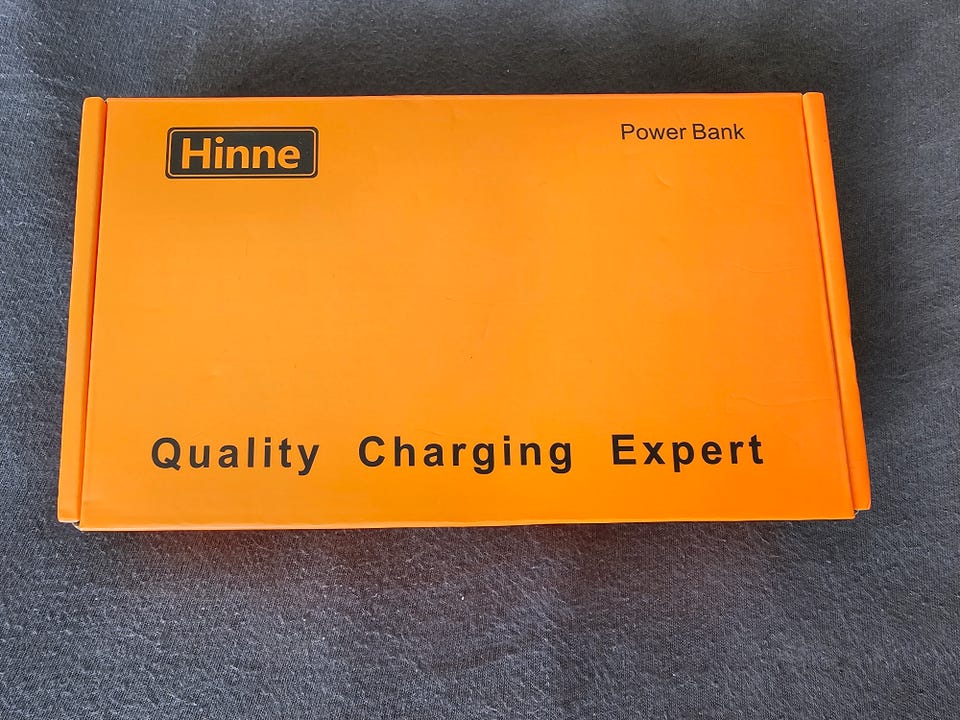 Hinne
Power Bank
Quality Charging Expert